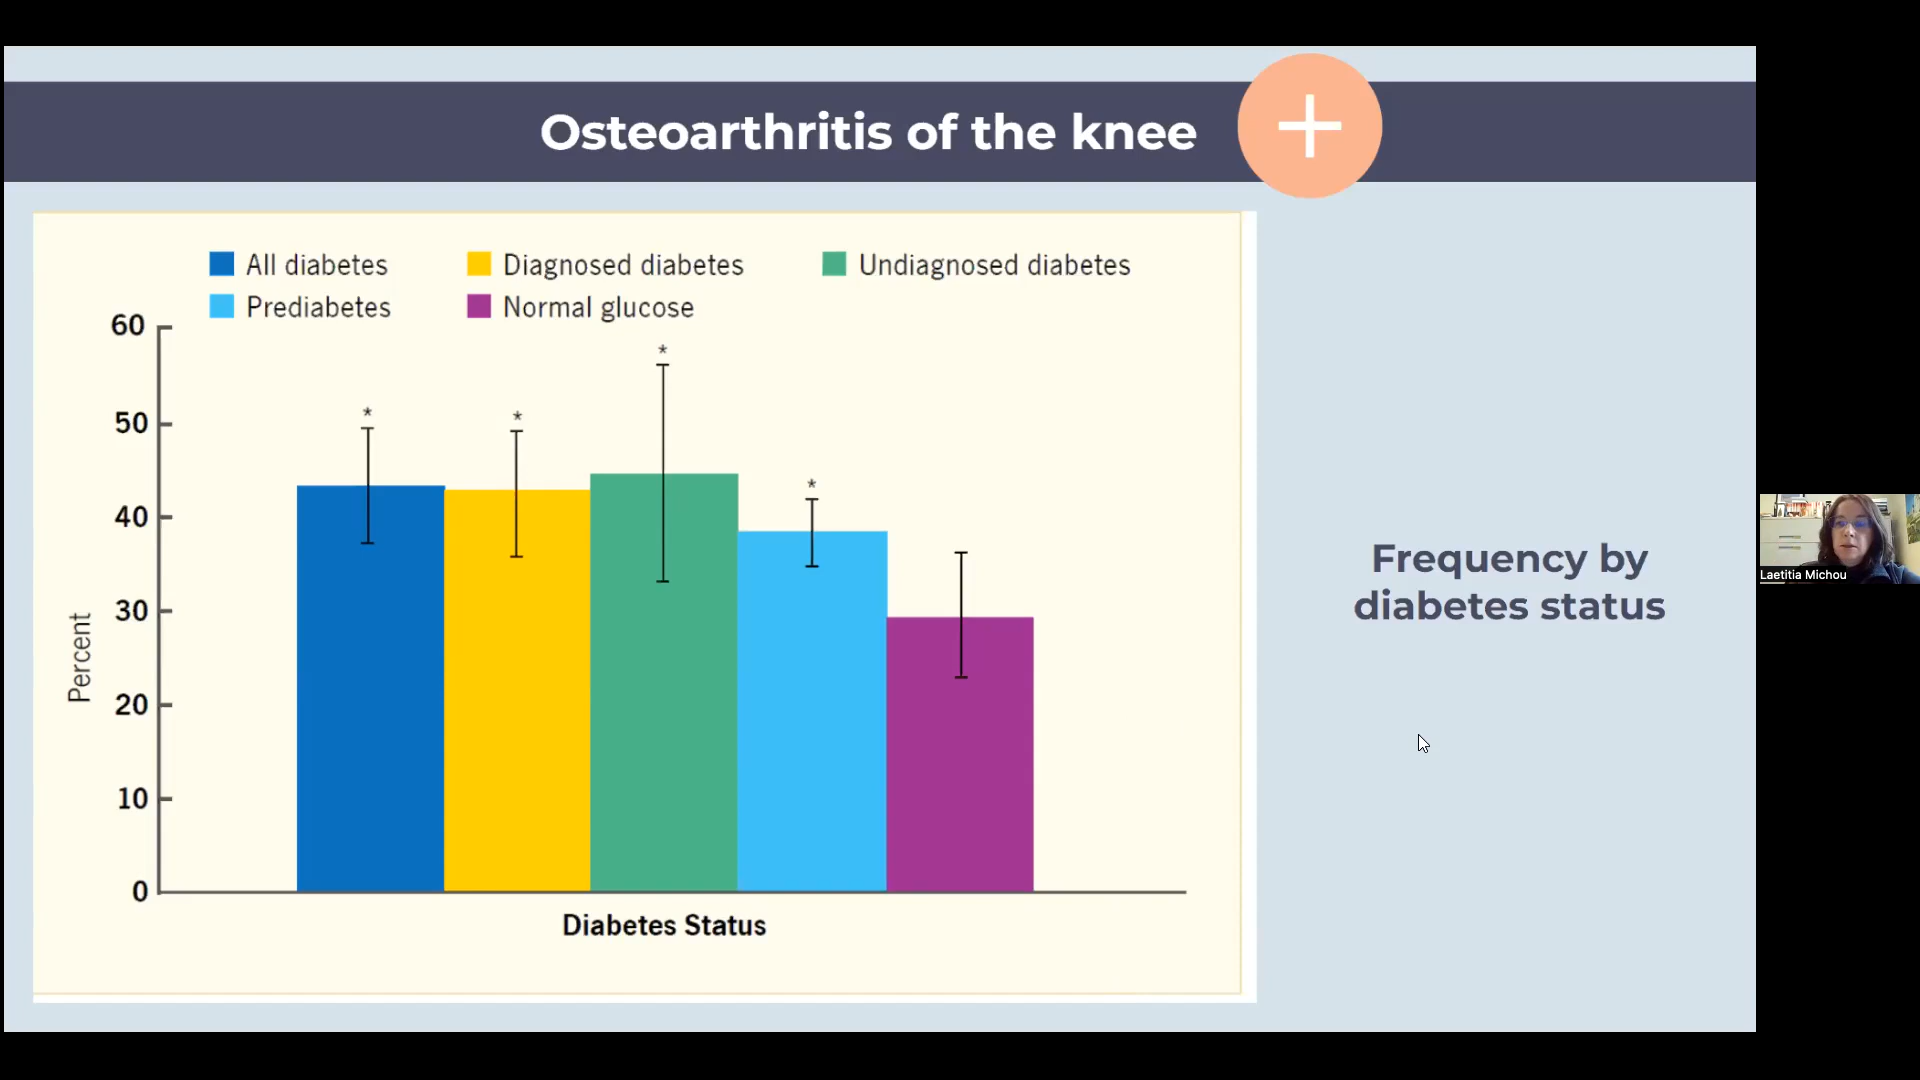 Osteoarthritis of the knee
All diabetes
Diagnosed diabetes
Undiagnosed diabetes
Prediabetes
Normal glucose
60
50
40
30
20
10
0
Percent
*
*
*
*
Diabetes Status
Frequency by
diabetes status
Laetitia Michou